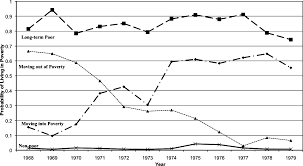 1
0.9
0.8
0.7
0.6
0.5
0.4
0.3
0.2
0.1
0
Probability of Living in Poverty
Long-term Poor
Moving out of Poverty
Moving into Poverty
Non-poor
1968 1969 1970 1971 1972 1973 1974 1975 1976 1977 1978 1979
Year